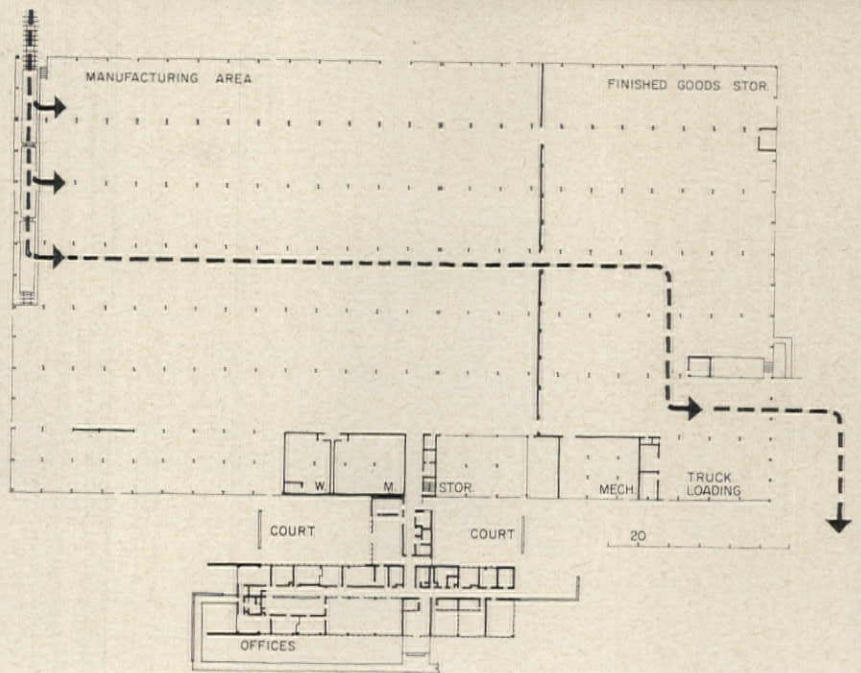 MANUFACTURING AREA
FINISHED GOODS STOR.
W.
M.
STOR.
MECH.
TRUCK
LOADING
COURT
COURT
20
OFFICES